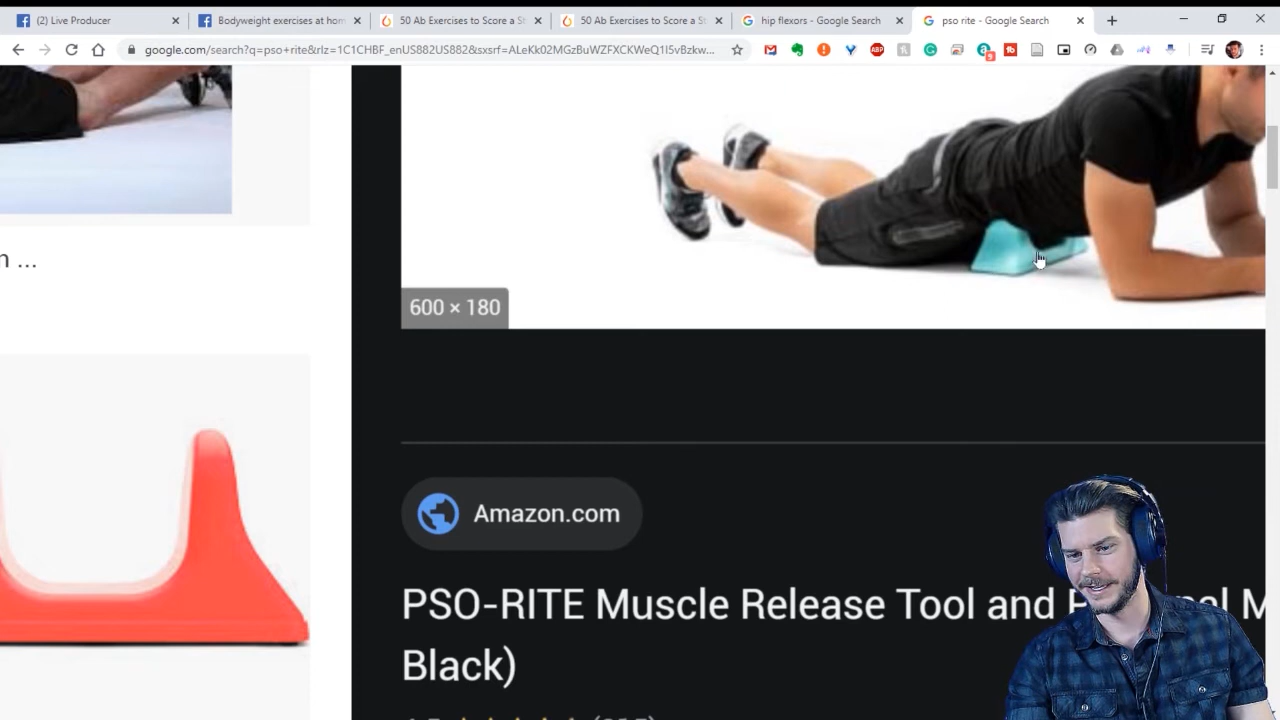 (2) Live Producer
Bodyweight exercises at hom
50 Ab Exercises to Score a St
50 Ab Exercises to Score a St
hip flexors - Google Search
pso rite - Google Search
google.com/search?q=pso+rite&rlz=1C1CHBF_enUS882US882&sxsrf=ALeKk02MGzBuWZFXCKWeQ1I5vBzkw...
n ...
600 × 180
Amazon.com
PSO-RITE Muscle Release Tool and
Black)